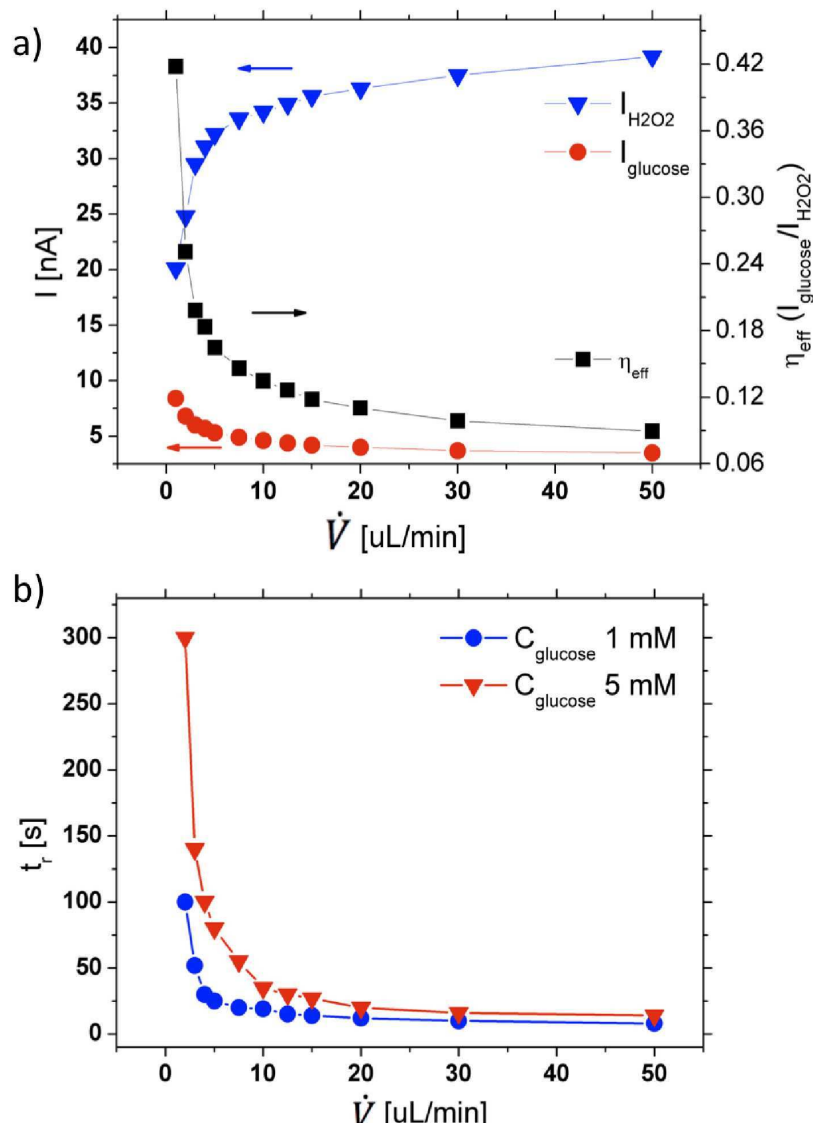 a)
40
35
30
25
20
15
10
5
I [nA]
0.42
0.36
0.30
0.24
0.18
0.12
0.06
ηeff (Iglucose/IH2O2)
IH2O2
Iglucose
ηeff
0 10 20 30 40 50
V̇ [uL/min]
b)
300
250
200
150
100
50
0
tr [s]
Cglucose 1 mM
Cglucose 5 mM
0 10 20 30 40 50
V̇ [uL/min]